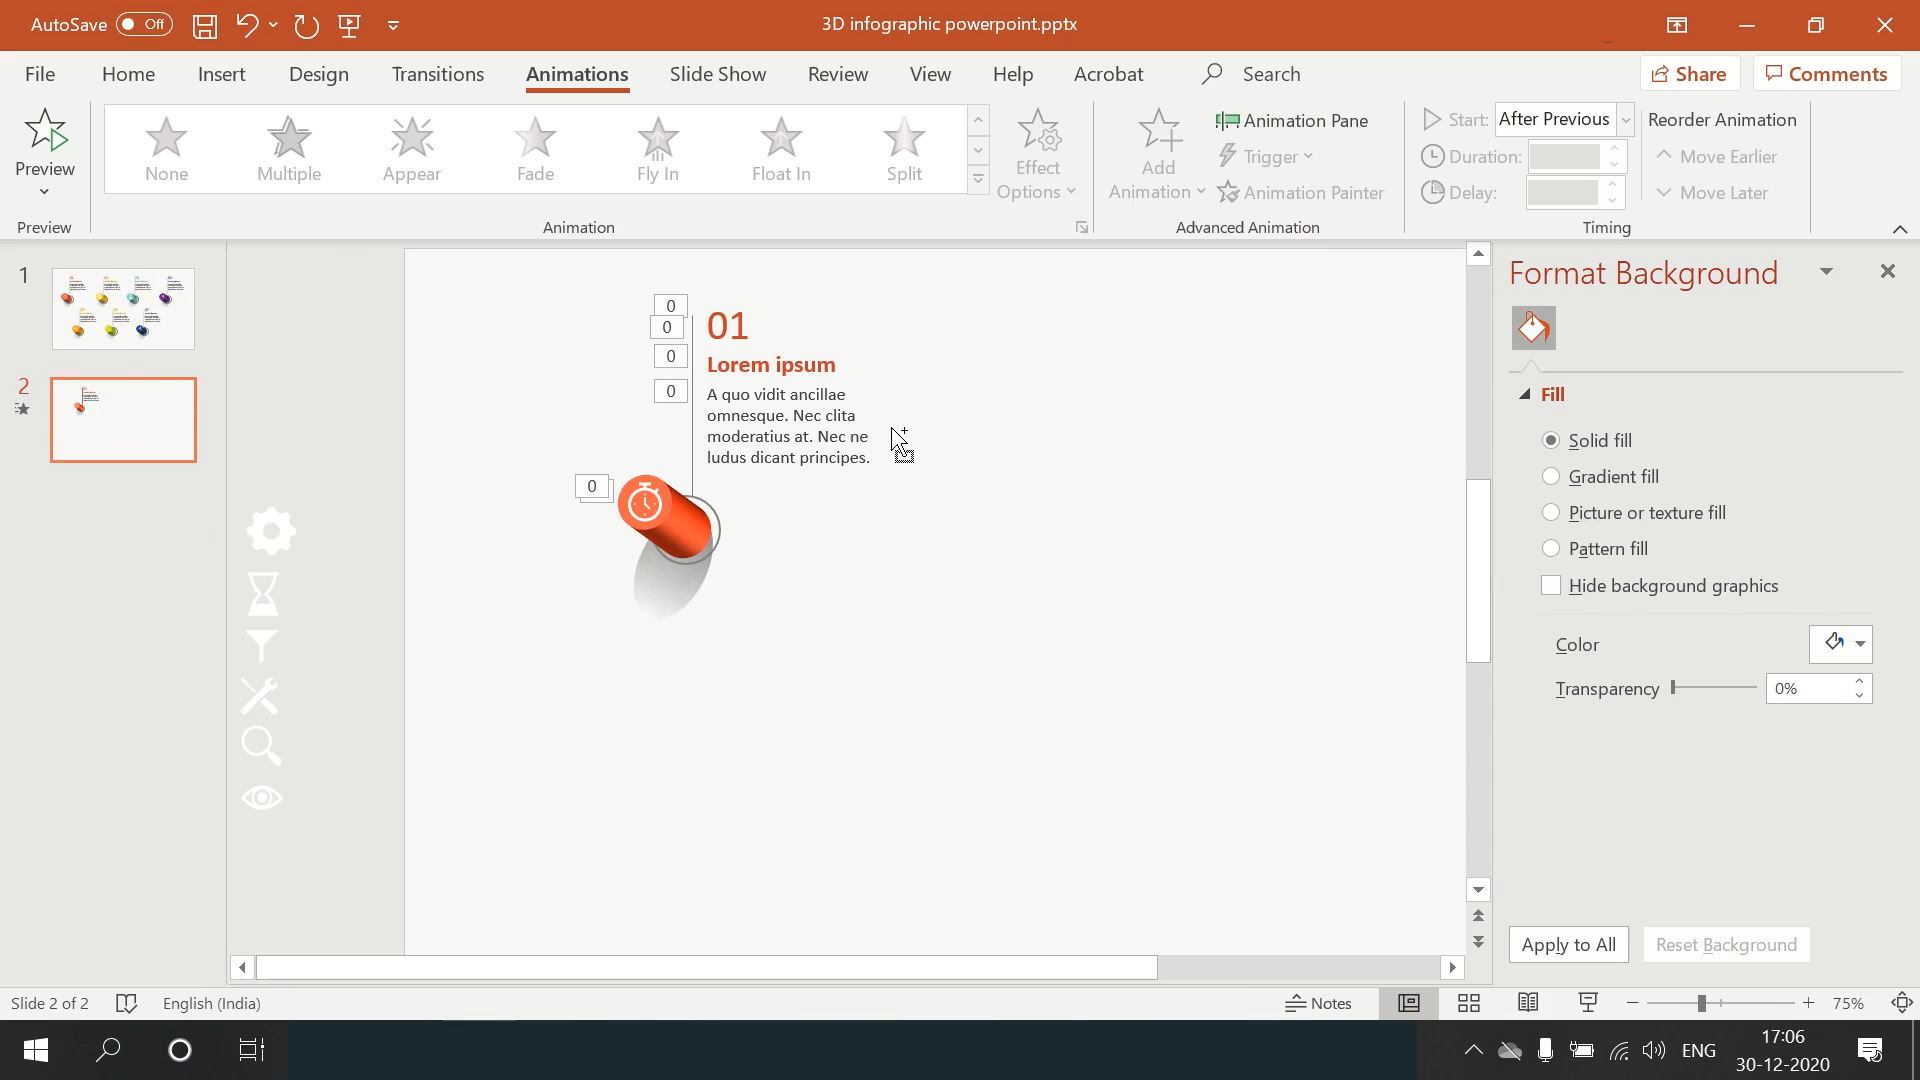 AutoSave Off
3D infographic powerpoint.pptx
File Home Insert Design Transitions Animations Slide Show Review View Help Acrobat Search
Share Comments
Preview
None Multiple Appear Fade Fly In Float In Split
Effect Options
Add Animation
Animation Pane
Trigger
Animation Painter
Start: After Previous
Duration:
Delay:
Reorder Animation
Move Earlier
Move Later
Preview Animation Advanced Animation Timing
1
2
0
0
0
0
0
01
Lorem ipsum
A quo vidit ancillae
omnesque. Nec clita
moderatius at. Nec ne
ludus dicant principes.
Format Background
Fill
Solid fill
Gradient fill
Picture or texture fill
Pattern fill
Hide background graphics
Color
Transparency 0%
Apply to All Reset Background
Slide 2 of 2 English (India) Notes 75%
ENG
17:06
30-12-2020